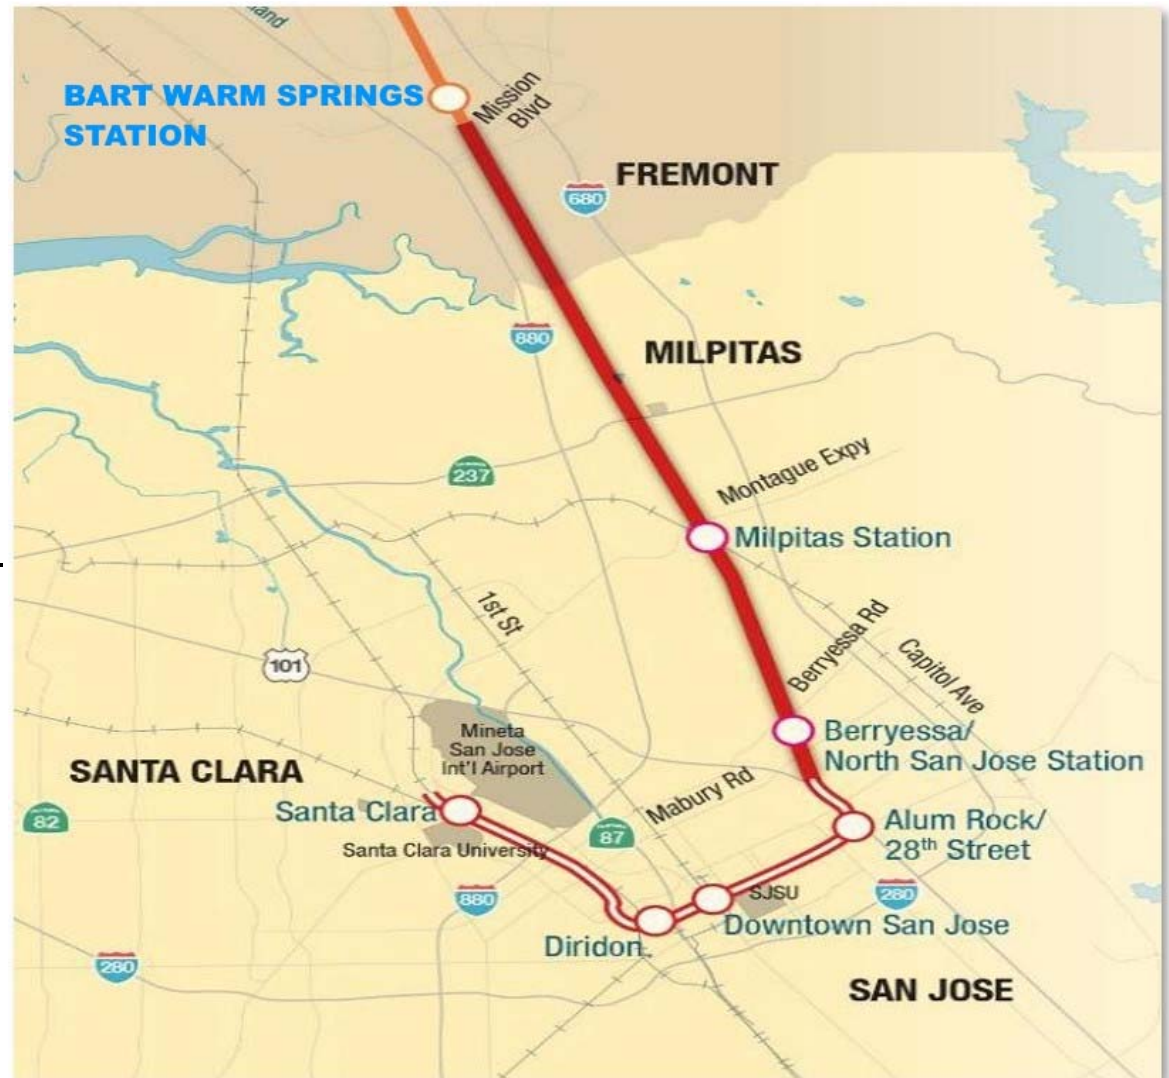 land
BART WARM SPRINGS
STATION
Mission
Blvd
FREMONT
680
880
MILPITAS
237
Montague Expy
Milpitas Station
1st St
Berryessa Rd
Capitol Ave
101
Mineta
San Jose
Int'l Airport
Berryessa/
North San Jose Station
SANTA CLARA
Mabury Rd
Santa Clara
82
87
Alum Rock/
28th Street
Santa Clara University
880
SJSU
280
Downtown San Jose
Diridon
280
SAN JOSE